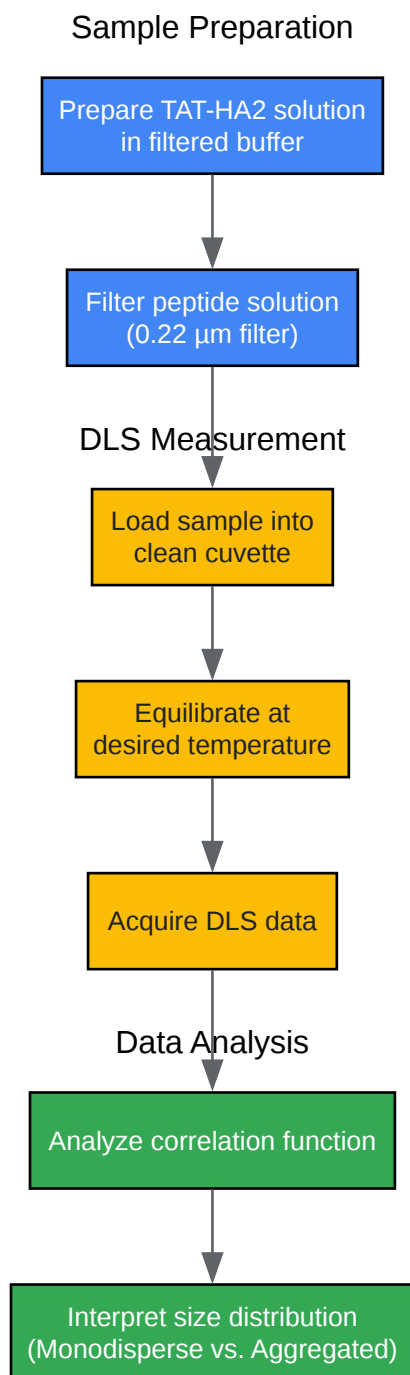 Sample Preparation
Prepare TAT-HA2 solution
in filtered buffer
Filter peptide solution
(0.22 µm filter)
DLS Measurement
Load sample into
clean cuvette
Equilibrate at
desired temperature
Acquire DLS data
Data Analysis
Analyze correlation function
Interpret size distribution
(Monodisperse vs. Aggregated)